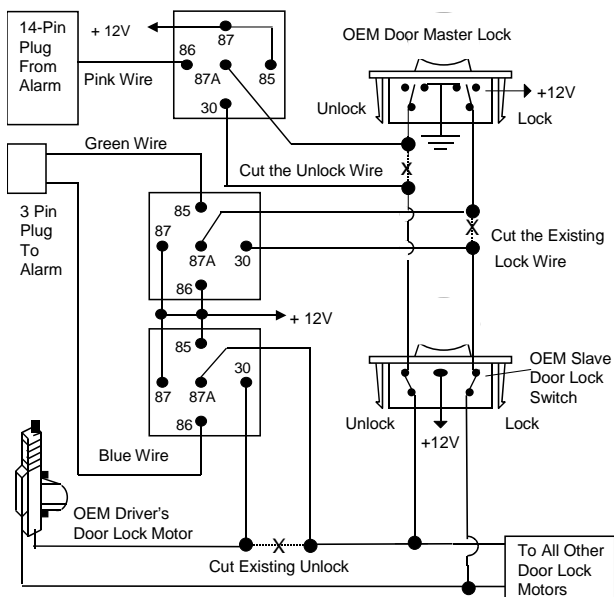 14-Pin
Plug
From
Alarm
+ 12V
87
86
87A
85
30
Pink Wire
OEM Door Master Lock
+12V
Unlock
Lock
Green Wire
Cut the Unlock Wire
X
3 Pin
Plug
To
Alarm
85
87
87A
30
86
X
Cut the Existing
Lock Wire
+ 12V
85
30
87
87A
86
OEM Slave
Door Lock
Switch
Unlock
Lock
+12V
Blue Wire
OEM Driver's
Door Lock Motor
X
Cut Existing Unlock
To All Other
Door Lock
Motors